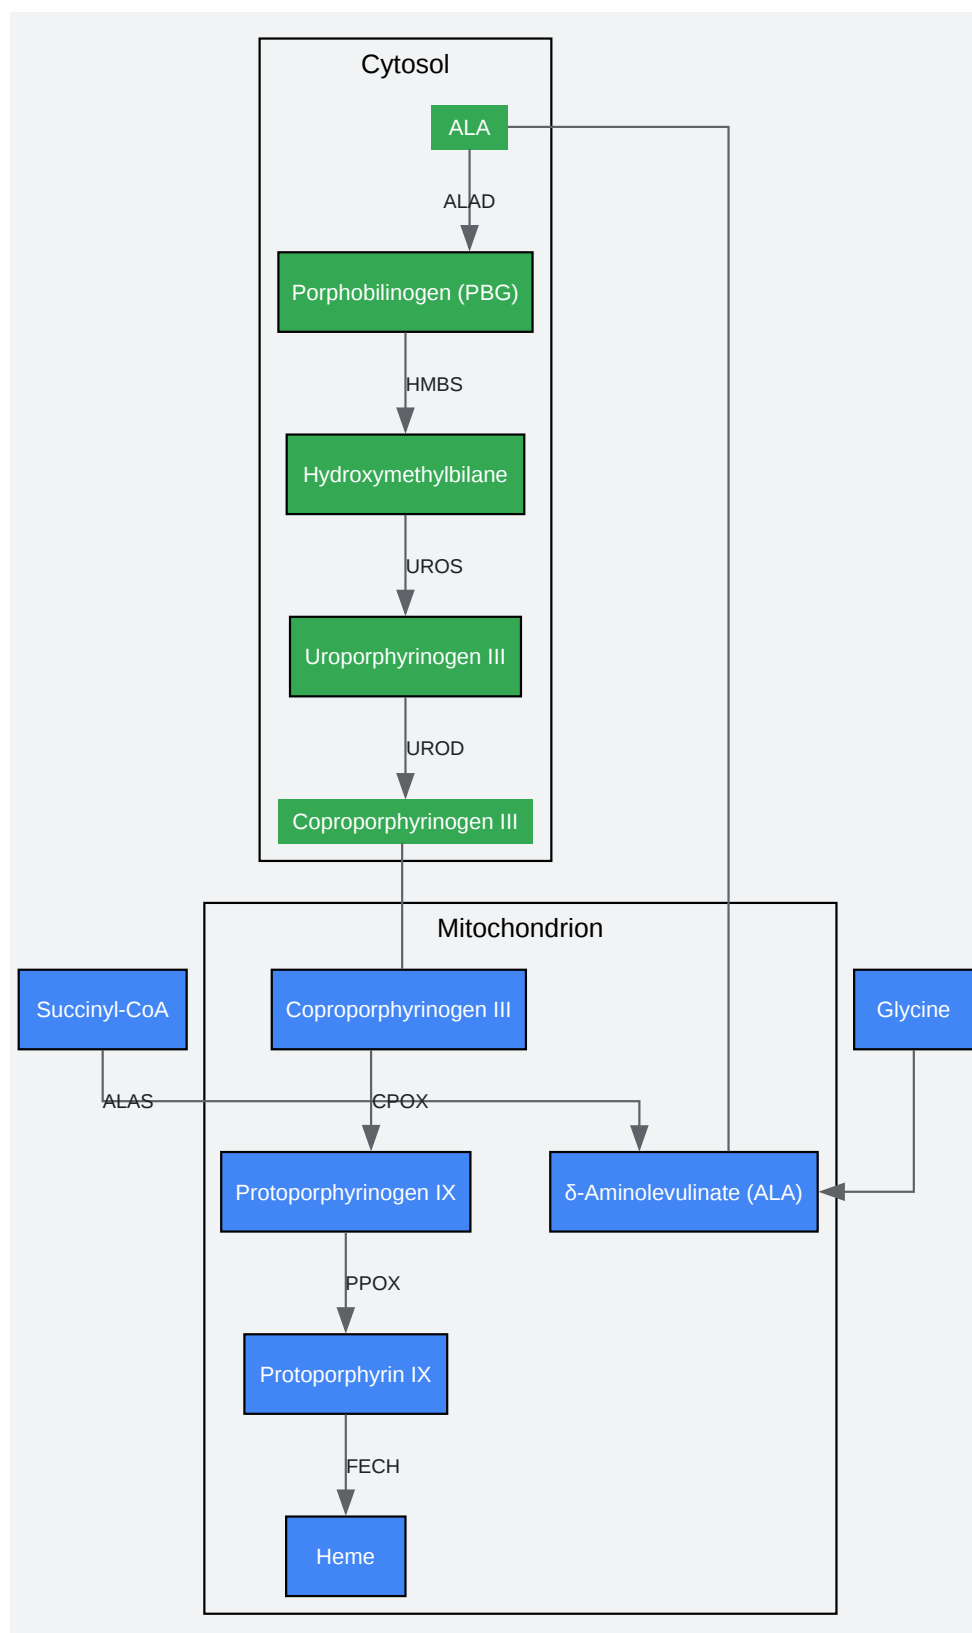 Cytosol
ALA
ALAD
Porphobilinogen (PBG)
HMBS
Hydroxymethylbilane
UROS
Uroporphyrinogen III
UROD
Coproporphyrinogen III
Mitochondrion
Succinyl-CoA
Coproporphyrinogen III
Glycine
ALAS
CPOX
Protoporphyrinogen IX
δ-Aminolevulinate (ALA)
PPOX
Protoporphyrin IX
FECH
Heme